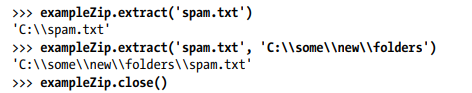 >>> exampleZip.extract('spam.txt')
'C:\\spam.txt'
>>> exampleZip.extract('spam.txt', 'C:\\some\\new\\folders')
'C:\\some\\new\\folders\\spam.txt'
>>> exampleZip.close()